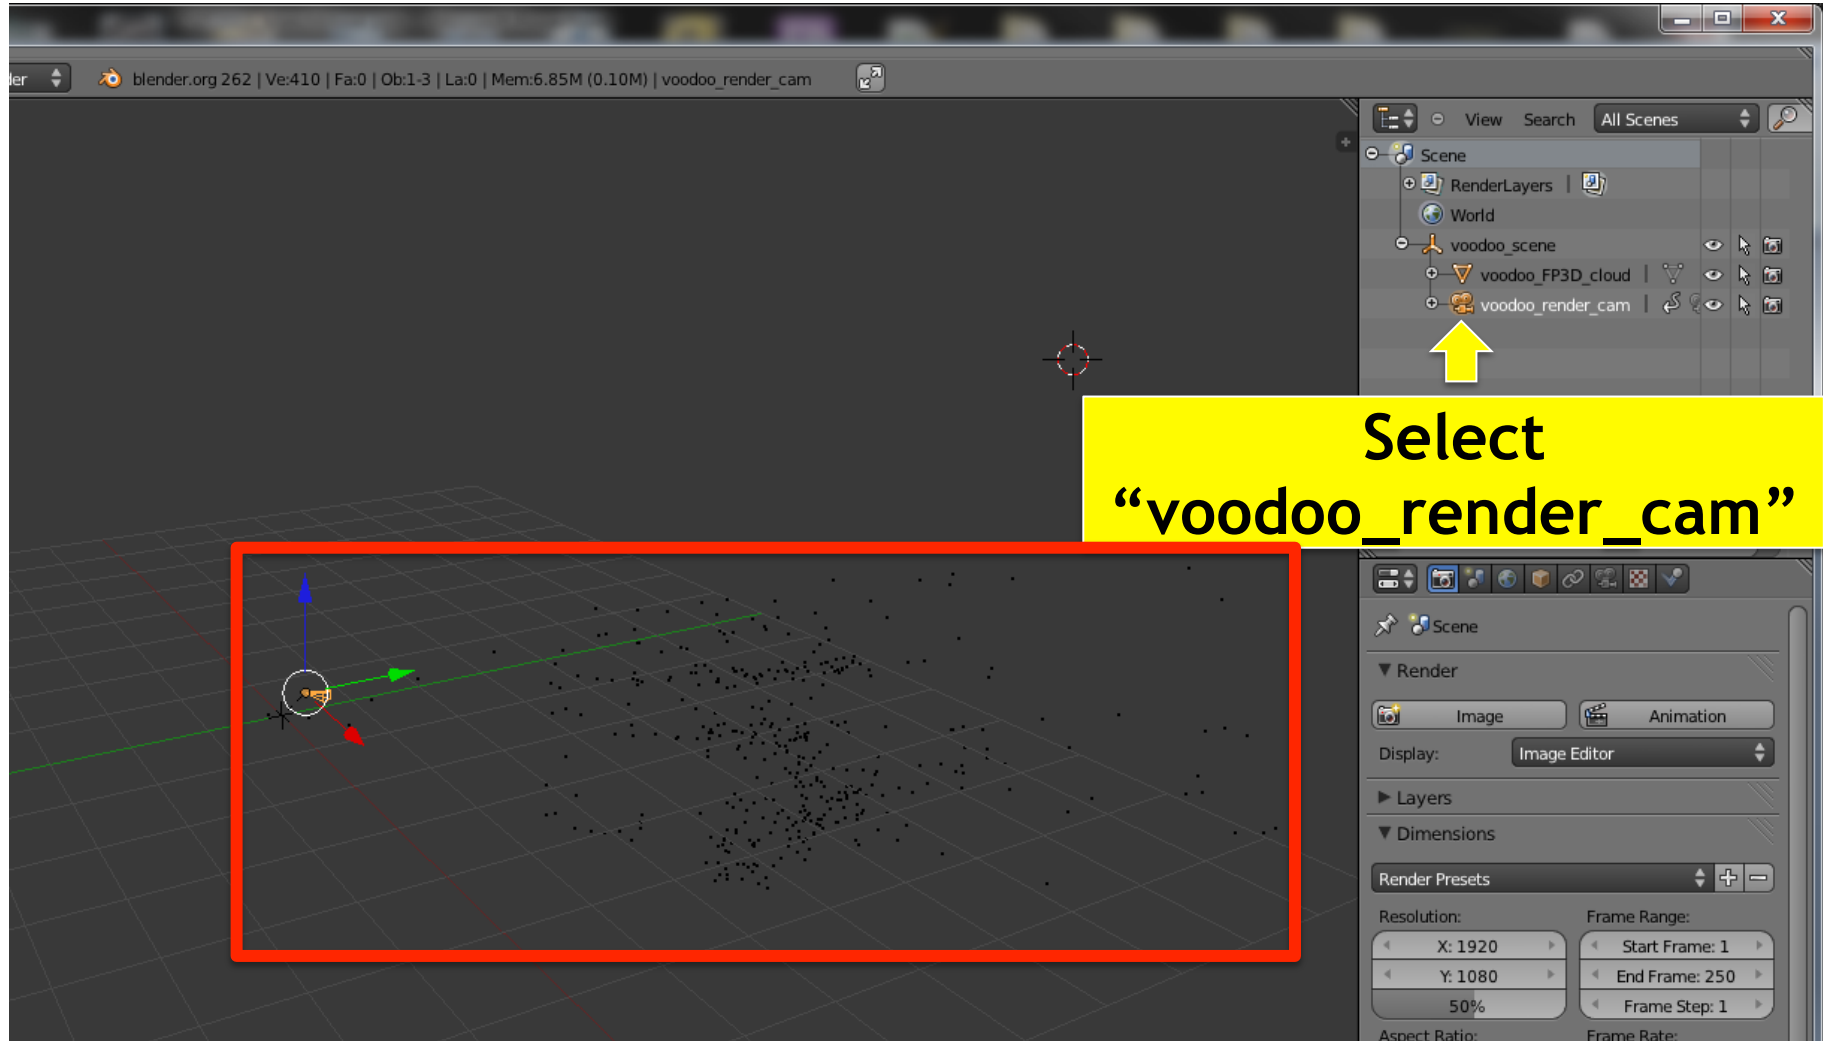 der
blender.org 262 | Ve:410 | Fa:0 | Ob:1-3 | La:0 | Mem:6.85M (0.10M) | voodoo_render_cam
View Search All Scenes
Scene
RenderLayers |
World
voodoo_scene
voodoo_FP3D_cloud |
voodoo_render_cam |
Select
“voodoo_render_cam”
Scene
Render
Image Animation
Display: Image Editor
Layers
Dimensions
Render Presets
Resolution: Frame Range:
X: 1920 Start Frame: 1
Y: 1080 End Frame: 250
50% Frame Step: 1
Aspect Ratio: Frame Rate: